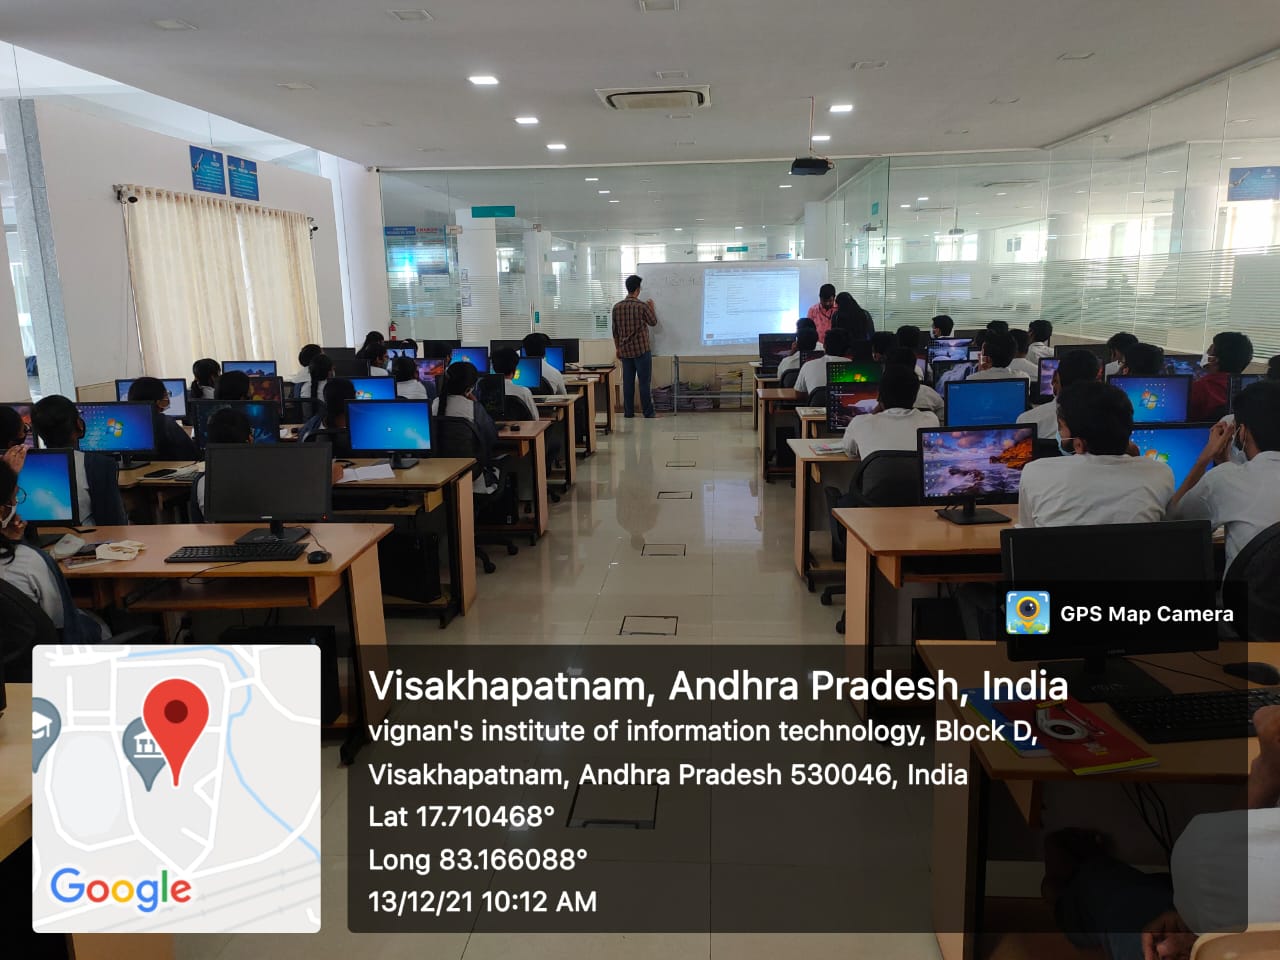 GPS Map Camera
Visakhapatnam, Andhra Pradesh, India
vignan's institute of information technology, Block D,
Visakhapatnam, Andhra Pradesh 530046, India
Lat 17.710468°
Long 83.166088°
13/12/21 10:12 AM
Google